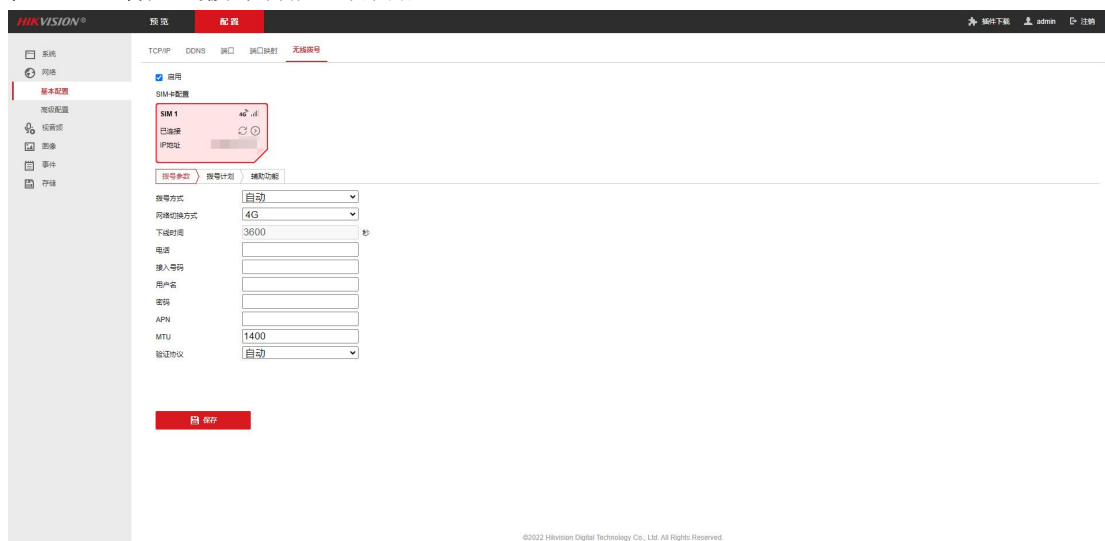 HIKVISION® 预览 配置 插件下载 admin 注销
系统
网络
基本配置
高级配置
视音频
图像
事件
存储
TCP/IP DDNS 端口 端口映射 无线拨号
启用
SIM卡配置
SIM 1 4G
已连接
IP地址
拨号参数 拨号计划 辅助功能
拨号方式 自动
网络切换方式 4G
下线时间 3600 秒
电话
接入号码
用户名
密码
APN
MTU 1400
验证协议 自动
保存
©2022 Hikvision Digital Technology Co., Ltd. All Rights Reserved.